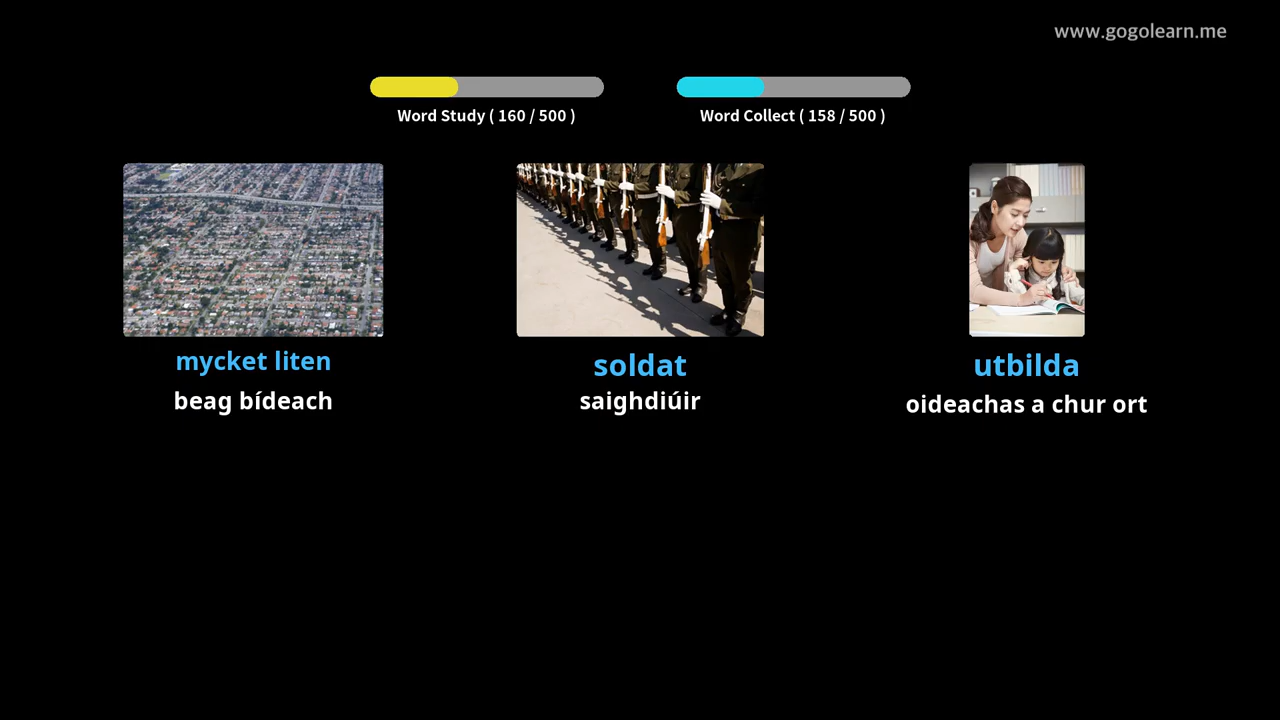 www.gogolearn.me
Word Study ( 160 / 500 )
Word Collect ( 158 / 500 )
mycket liten
beag bídeach
soldat
saighdiúir
utbilda
oideachas a chur ort